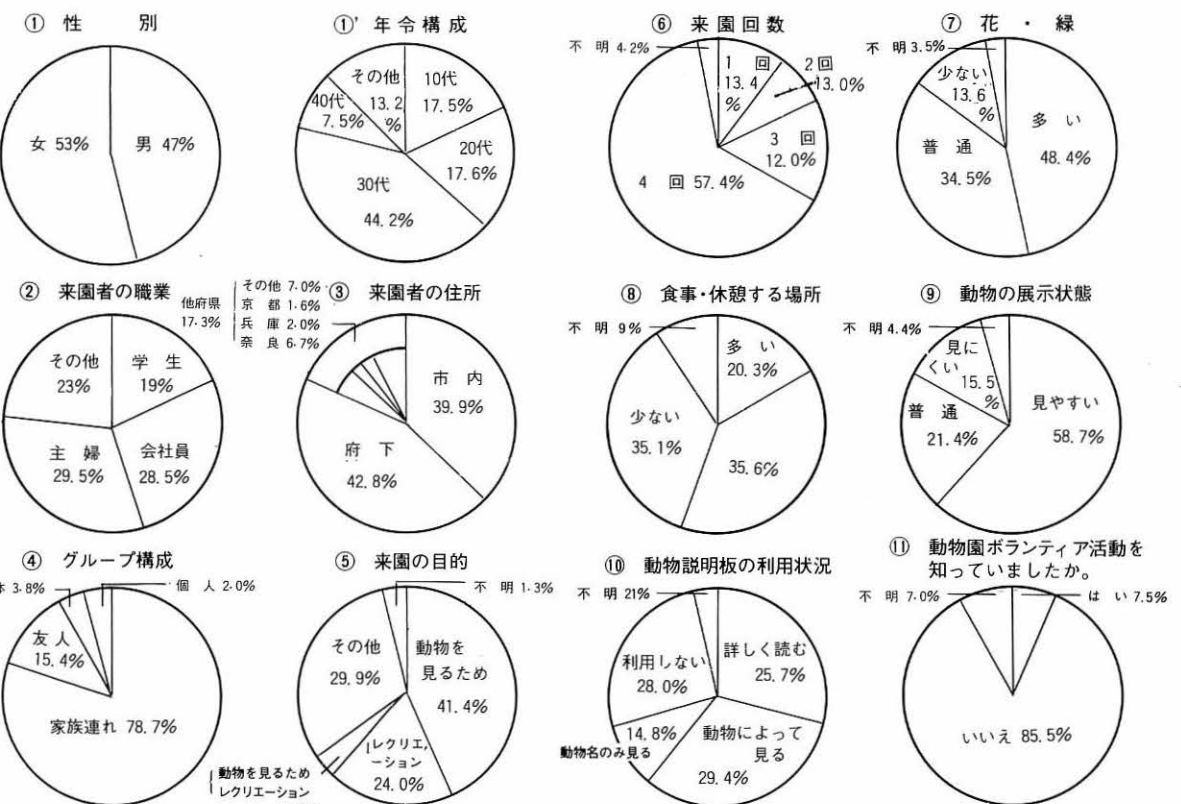 ① 性 別
女 53%
男 47%
①' 年令構成
その他
13.2
%
10代
17.5%
40代
7.5%
20代
17.6%
30代
44.2%
⑥ 来園回数
不 明 4.2%
1 回
13.4
%
2回
13.0%
3 回
12.0%
4 回 57.4%
⑦ 花 ・ 緑
不 明 3.5%
少ない
13.6
%
多 い
48.4%
普 通
34.5%
② 来園者の職業
その他
23%
学 生
19%
主 婦
29.5%
会社員
28.5%
③ 来園者の住所
他府県
17.3%
その他 7.0%
京 都 1.6%
兵 庫 2.0%
奈 良 6.7%
市 内
39.9%
府 下
42.8%
⑧ 食事・休憩する場所
不 明 9%
多 い
20.3%
少ない
35.1%
35.6%
⑨ 動物の展示状態
不 明 4.4%
見に
くい
15.5
%
見やすい
58.7%
普 通
21.4%
④ グループ構成
3.8%
個 人 2.0%
友 人
15.4%
家族連れ 78.7%
⑤ 来園の目的
不 明 1.3%
その他
29.9%
動物を
見るため
41.4%
レクリエ
ーション
24.0%
動物を見るため
レクリエーション
⑩ 動物説明板の利用状況
不 明 21%
利用しない
28.0%
詳しく読む
25.7%
14.8%
動物名のみ見る
動物によって
見る
29.4%
⑪ 動物園ボランティア活動を
知っていましたか。
不 明 7.0%
は い 7.5%
いいえ 85.5%